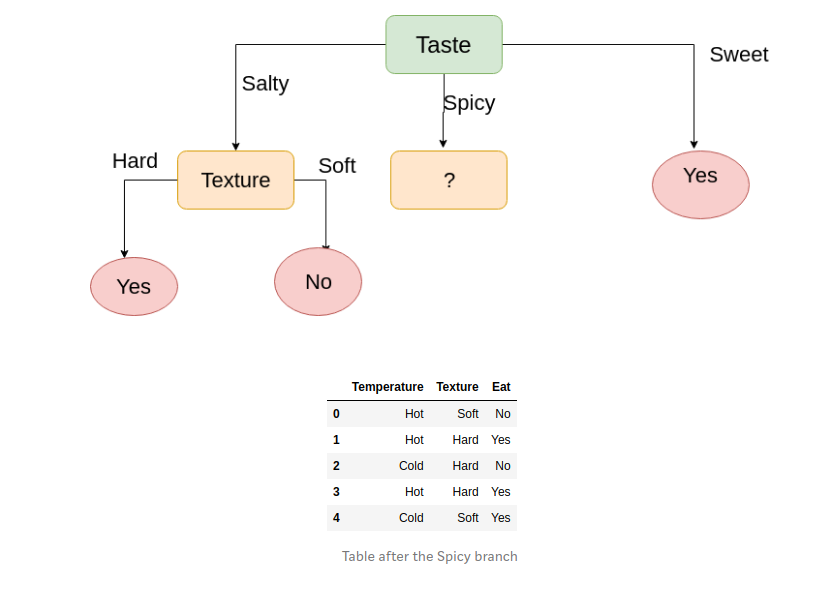 Taste
Sweet
Salty
Spicy
Hard
Soft
Texture
?
Yes
Yes
No
Temperature Texture Eat
0 Hot Soft No
1 Hot Hard Yes
2 Cold Hard No
3 Hot Hard Yes
4 Cold Soft Yes
Table after the Spicy branch